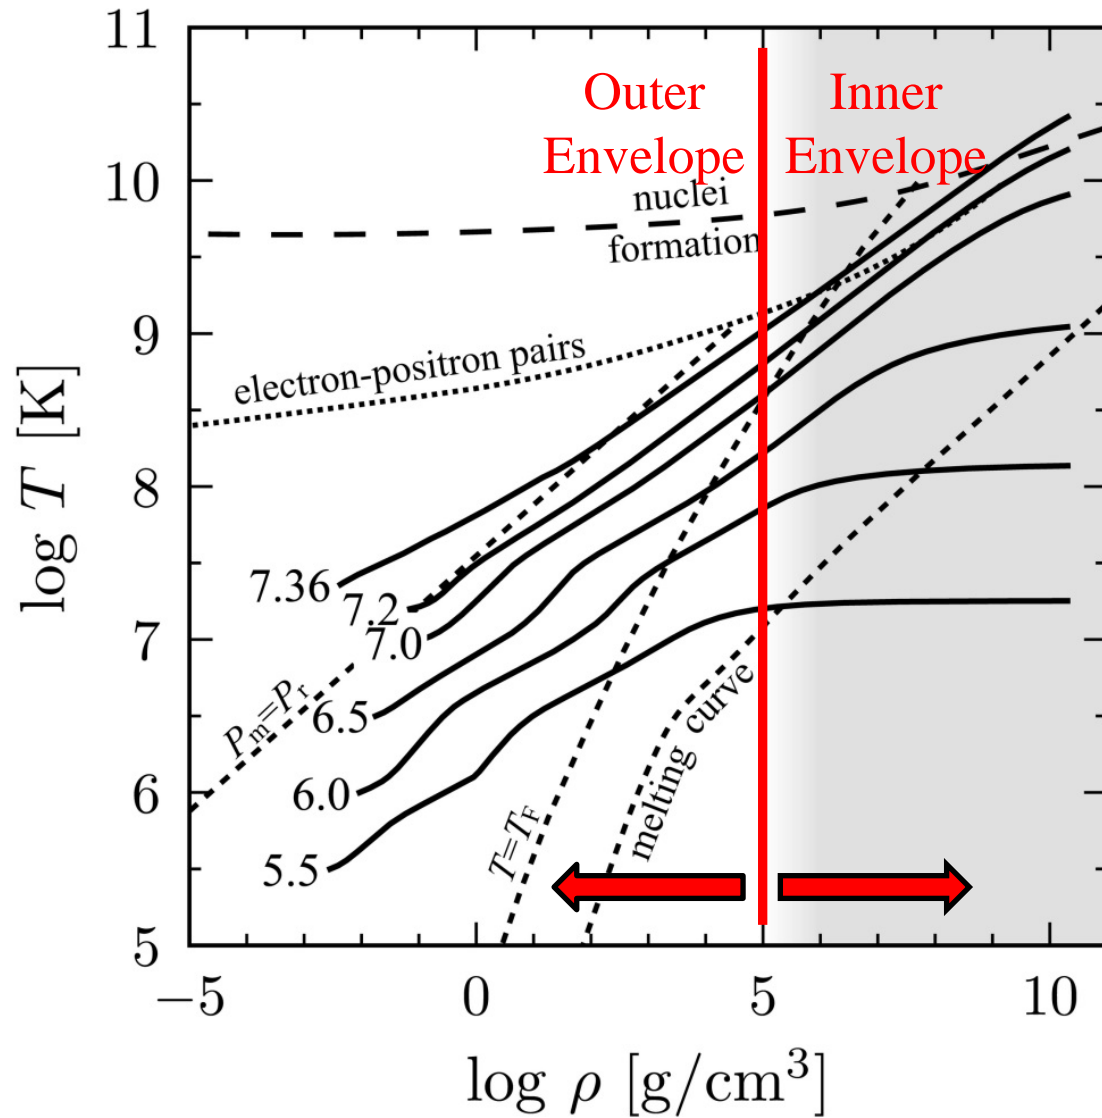 11
10
9
8
7
6
5
log T [K]
Outer
Envelope
Inner
Envelope
nuclei
formation
electron-positron pairs
7.36
7.2
7.0
6.5
6.0
5.5
Pm=Pr
T=TF
melting curve
−5
0
5
10
log ρ [g/cm³]